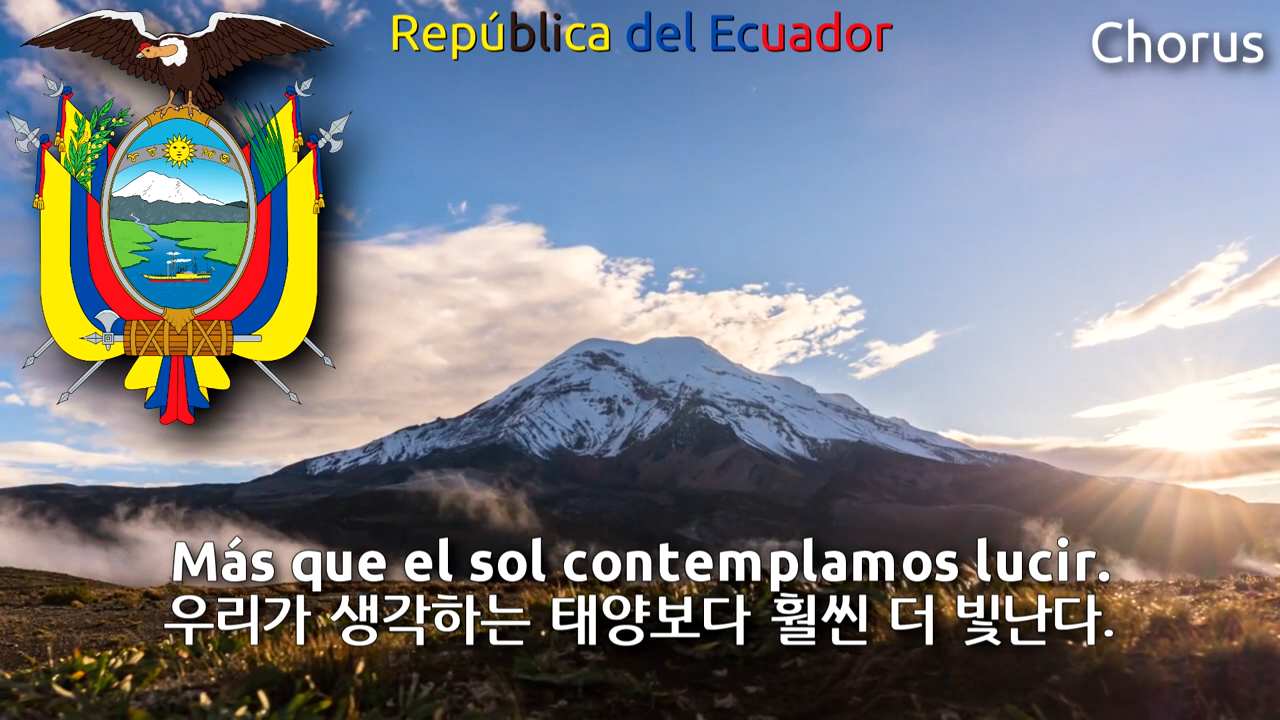 República del Ecuador
Chorus
Más que el sol contemplamos lucir.
우리가 생각하는 태양보다 훨씬 더 빛난다.